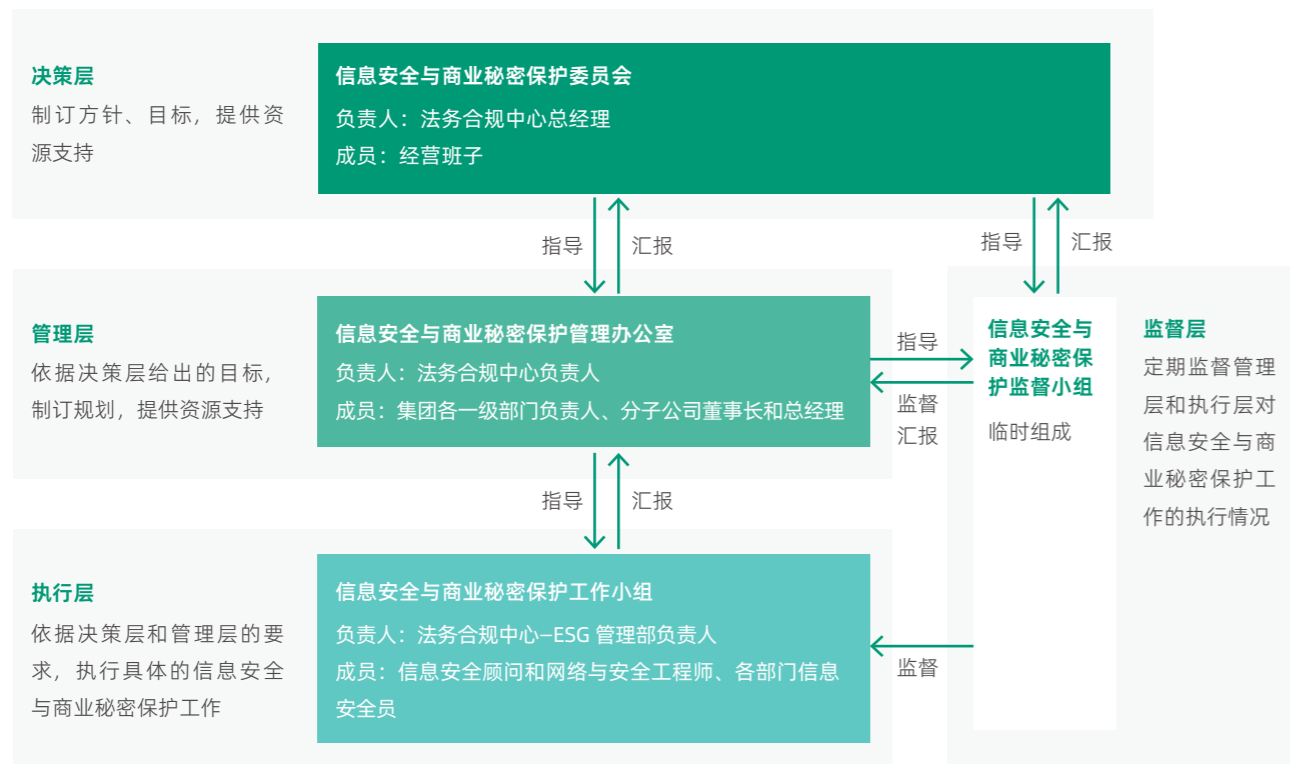 决策层
制订方针、目标，提供资
源支持
信息安全与商业秘密保护委员会
负责人：法务合规中心总经理
成员：经营班子
指导
汇报
指导
汇报
管理层
依据决策层给出的目标，
制订规划，提供资源支持
信息安全与商业秘密保护管理办公室
负责人：法务合规中心负责人
成员：集团各一级部门负责人、分子公司董事长和总经理
指导
监督
汇报
信息安全与
商业秘密保
护监督小组
临时组成
监督层
定期监督管理
层和执行层对
信息安全与商
业秘密保护工
作的执行情况
指导
汇报
执行层
依据决策层和管理层的要
求，执行具体的信息安全
与商业秘密保护工作
信息安全与商业秘密保护工作小组
负责人：法务合规中心—ESG 管理部负责人
成员：信息安全顾问和网络与安全工程师、各部门信息
安全员
监督